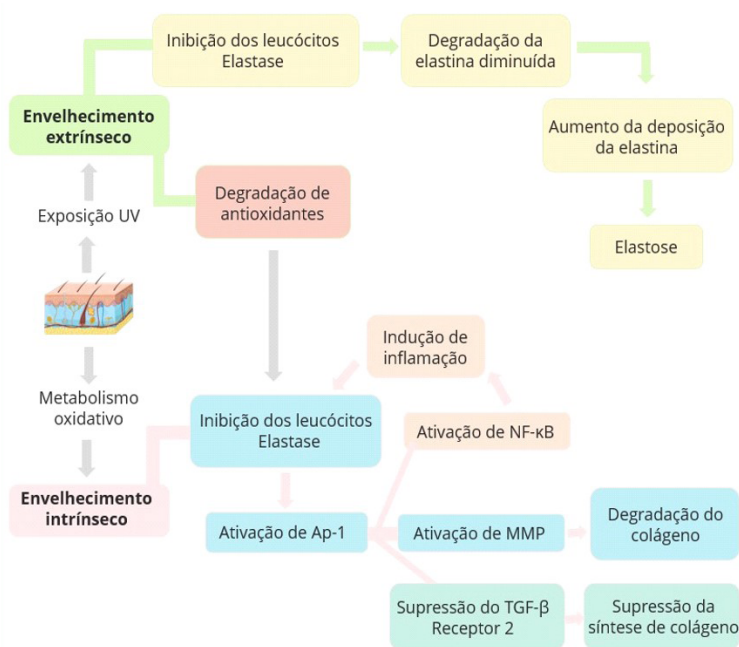 Inibição dos leucócitos
Elastase
Degradação da
elastina diminuída
Envelhecimento
extrínseco
Aumento da deposição
da elastina
Degradação de
antioxidantes
Exposição UV
Elastose
Indução de
inflamação
Metabolismo
oxidativo
Inibição dos leucócitos
Elastase
Ativação de NF-κB
Envelhecimento
intrínseco
Ativação de Ap-1
Ativação de MMP
Degradação do
colágeno
Supressão do TGF-β
Receptor 2
Supressão da
síntese de colágeno